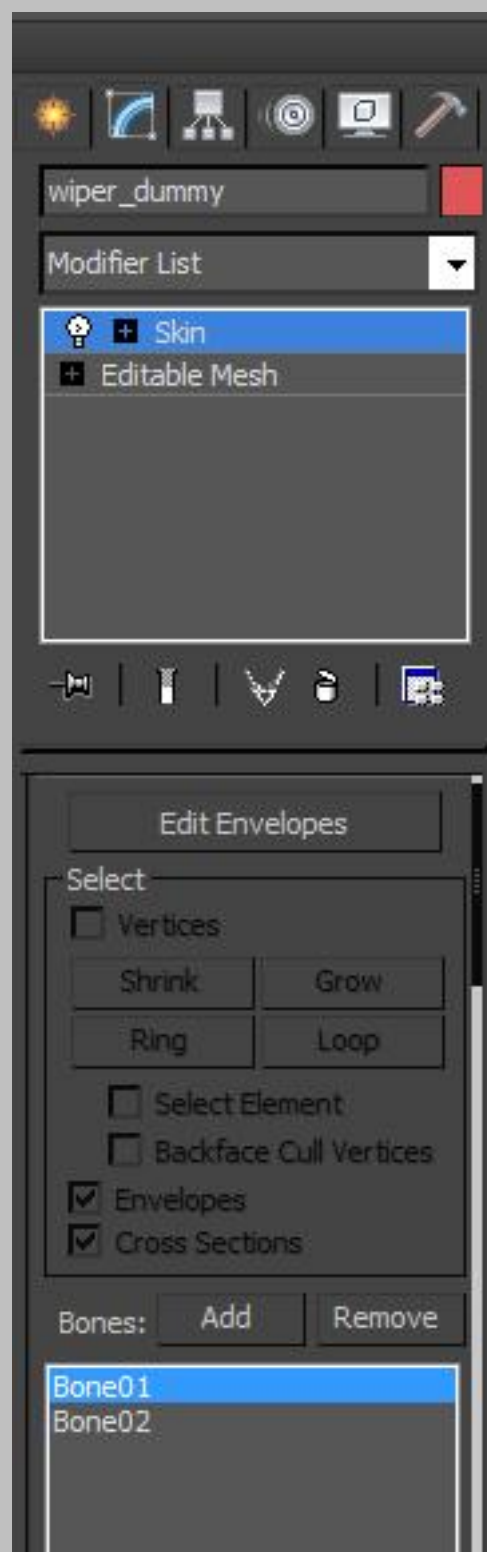 wiper_dummy
Modifier List
Skin
Editable Mesh
Edit Envelopes
Select
Vertices
Shrink Grow
Ring Loop
Select Element
Backface Cull Vertices
Envelopes
Cross Sections
Bones: Add Remove
Bone01
Bone02